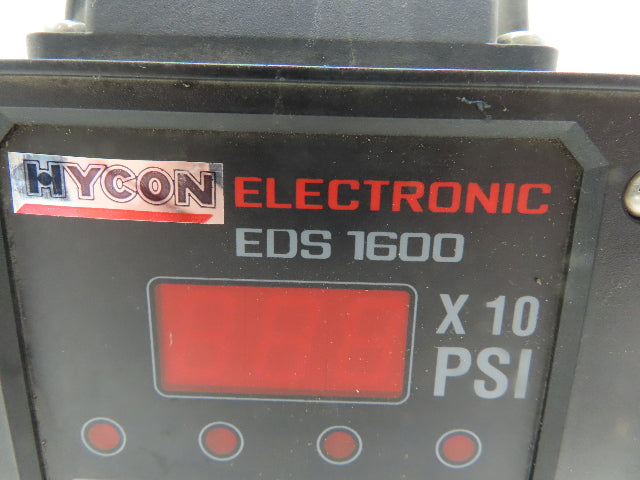 HYCON ELECTRONIC
EDS 1600
X 10
PSI